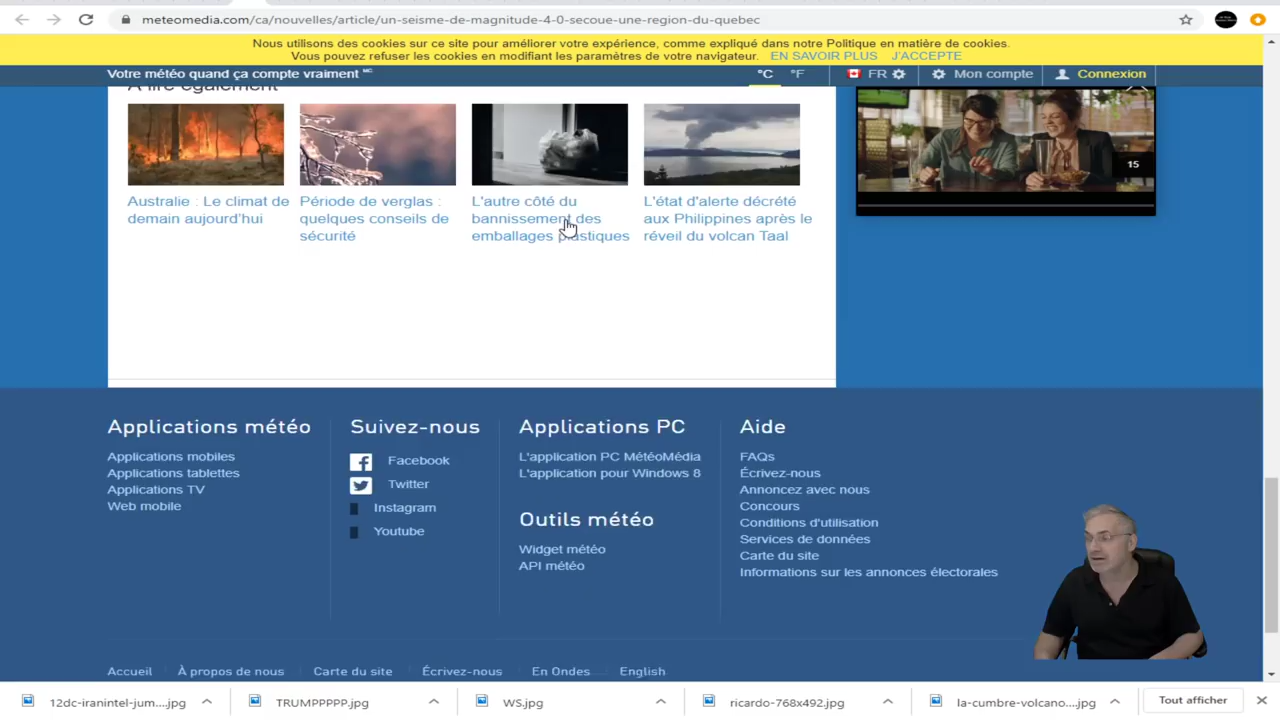 meteomedia.com/ca/nouvelles/article/un-seisme-de-magnitude-4-0-secoue-une-region-du-quebec
Nous utilisons des cookies sur ce site pour améliorer votre expérience, comme expliqué dans notre Politique en matière de cookies.
Vous pouvez refuser les cookies en modifiant les paramètres de votre navigateur. EN SAVOIR PLUS J'ACCEPTE
Votre météo quand ça compte vraiment MC
°C °F FR Mon compte Connexion
À lire également
15
Australie : Le climat de
demain aujourd'hui
Période de verglas :
quelques conseils de
sécurité
L'autre côté du
bannissement des
emballages plastiques
L'état d'alerte décrété
aux Philippines après le
réveil du volcan Taal
Applications météo
Applications mobiles
Applications tablettes
Applications TV
Web mobile
Suivez-nous
Facebook
Twitter
Instagram
Youtube
Applications PC
L'application PC MétéoMédia
L'application pour Windows 8
Outils météo
Widget météo
API météo
Aide
FAQs
Écrivez-nous
Annoncez avec nous
Concours
Conditions d'utilisation
Services de données
Carte du site
Informations sur les annonces électorales
Accueil À propos de nous Carte du site Écrivez-nous En Ondes English
12dc-iranintel-jum....jpg TRUMPPPPP.jpg WS.jpg ricardo-768x492.jpg la-cumbre-volcano....jpg Tout afficher